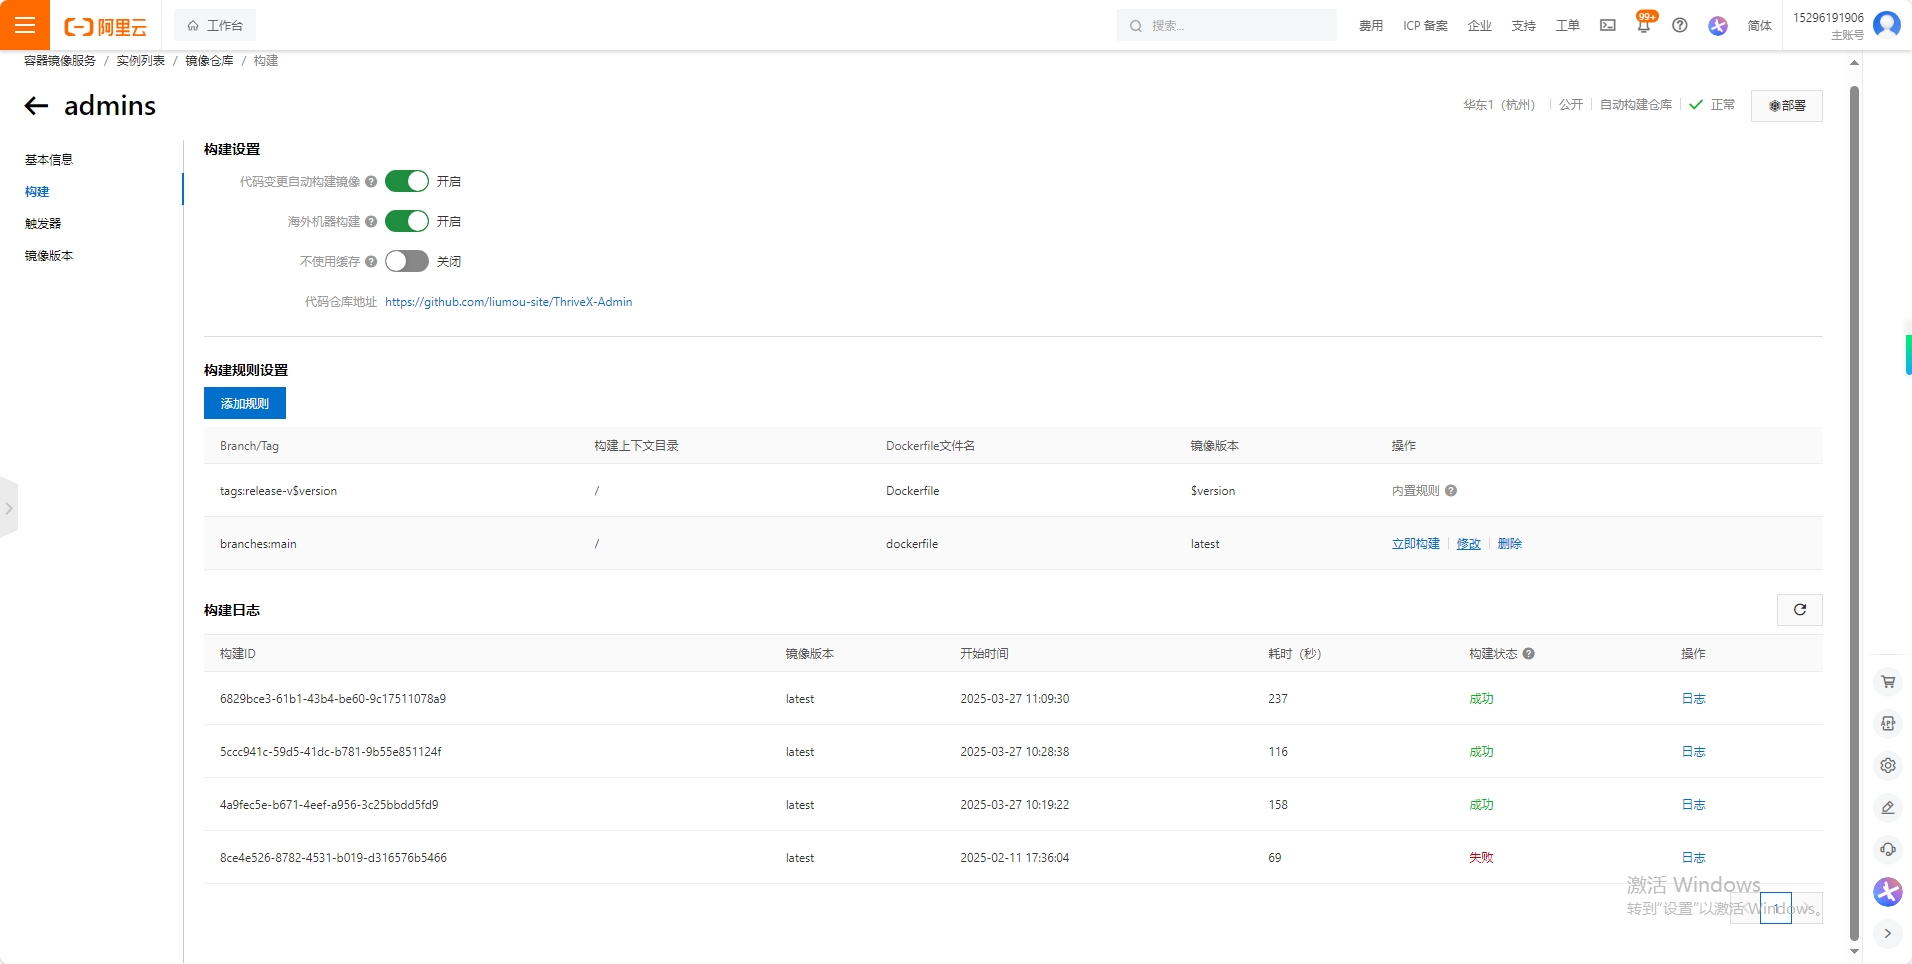 阿里云
工作台
搜索...
费用
ICP 备案
企业
支持
工单
99+
简体
15296191906
主账号
容器镜像服务 / 实例列表 / 镜像仓库 / 构建
admins
华东1（杭州） 公开 自动构建仓库 正常
部署
基本信息
构建
触发器
镜像版本
构建设置
代码变更自动构建镜像 开启
海外机器构建 开启
不使用缓存 关闭
代码仓库地址 https://github.com/liumou-site/ThriveX-Admin
构建规则设置
添加规则
Branch/Tag 构建上下文目录 Dockerfile文件名 镜像版本 操作
tags:release-v$version / Dockerfile $version 内置规则
branches:main / dockerfile latest 立即构建 修改 删除
构建日志
构建ID 镜像版本 开始时间 耗时（秒） 构建状态 操作
6829bce3-61b1-43b4-be60-9c17511078a9 latest 2025-03-27 11:09:30 237 成功 日志
5ccc941c-59d5-41dc-b781-9b55e851124f latest 2025-03-27 10:28:38 116 成功 日志
4a9fec5e-b671-4eef-a956-3c25bbdd5fd9 latest 2025-03-27 10:19:22 158 成功 日志
8ce4e526-8782-4531-b019-d316576b5466 latest 2025-02-11 17:36:04 69 失败 日志
激活 Windows
转到“设置”以激活 Windows。
1
APP